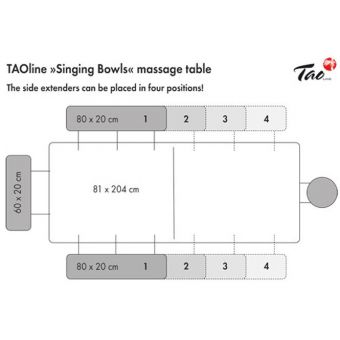 TAOline »Singing Bowls« massage table
The side extenders can be placed in four positions!
Tao
80 x 20 cm 1 2 3 4
60 x 20 cm
81 x 204 cm
80 x 20 cm 1 2 3 4